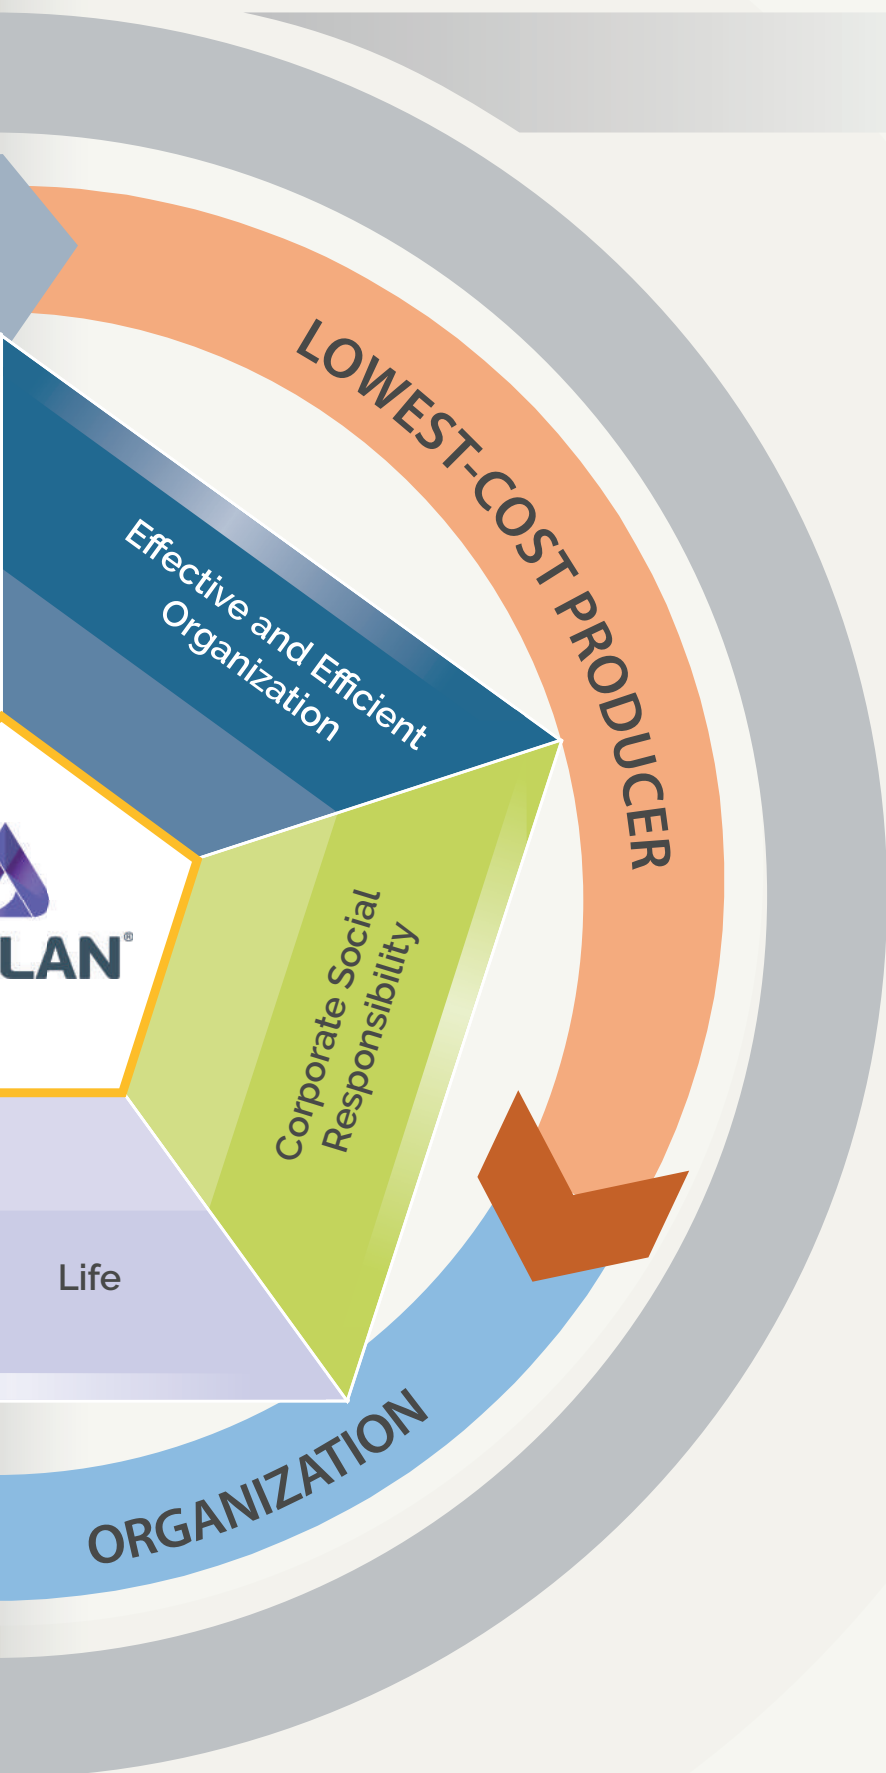 LOWEST-COST PRODUCER
Effective and Efficient
Organization
Corporate Social
Responsibility
LAN®
Life
ORGANIZATION